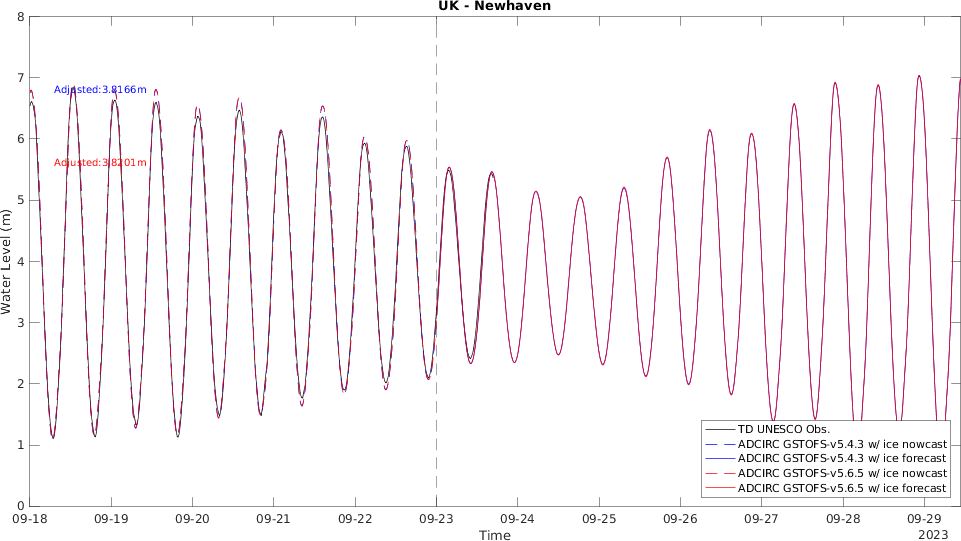 UK - Newhaven
8
7
6
5
4
3
2
1
0
Water Level (m)
Adjusted:3.8166m
Adjusted:3.8201m
TD UNESCO Obs.
ADCIRC GSTOFS-v5.4.3 w/ ice nowcast
ADCIRC GSTOFS-v5.4.3 w/ ice forecast
ADCIRC GSTOFS-v5.6.5 w/ ice nowcast
ADCIRC GSTOFS-v5.6.5 w/ ice forecast
09-18 09-19 09-20 09-21 09-22 09-23 09-24 09-25 09-26 09-27 09-28 09-29
Time
2023